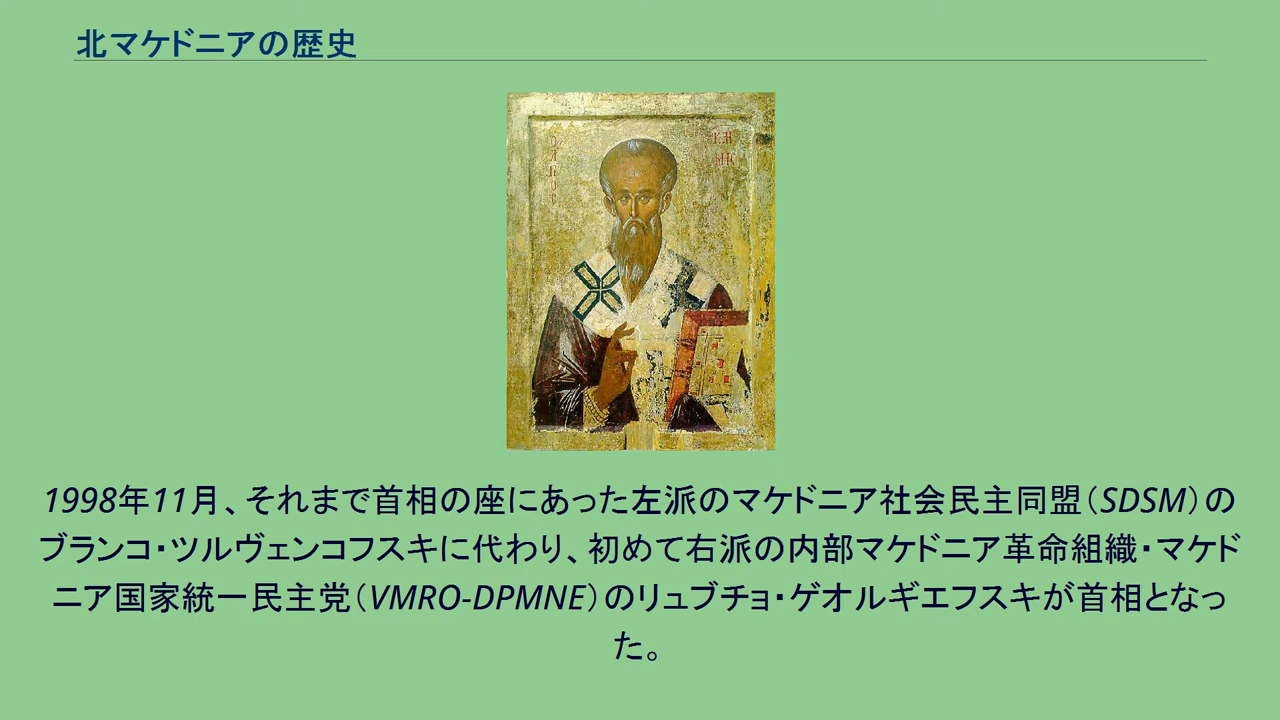 北マケドニアの歴史
1998年11月、それまで首相の座にあった左派のマケドニア社会民主同盟（SDSM）の
ブランコ・ツルヴェンコフスキに代わり、初めて右派の内部マケドニア革命組織・マケド
ニア国家統一民主党（VMRO-DPMNE）のリュブチョ・ゲオルギエフスキが首相となっ
た。